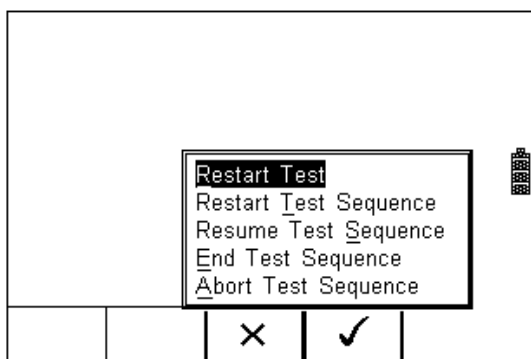 Restart Test
Restart Test Sequence
Resume Test Sequence
End Test Sequence
Abort Test Sequence